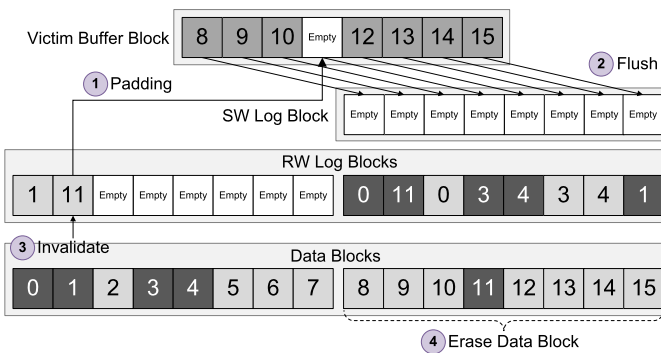 Victim Buffer Block 8 9 10 Empty 12 13 14 15
1 Padding
2 Flush
SW Log Block Empty Empty Empty Empty Empty Empty Empty Empty
RW Log Blocks
1 11 Empty Empty Empty Empty Empty Empty 0 11 0 3 4 3 4 1
3 Invalidate
Data Blocks
0 1 2 3 4 5 6 7 8 9 10 11 12 13 14 15
4 Erase Data Block